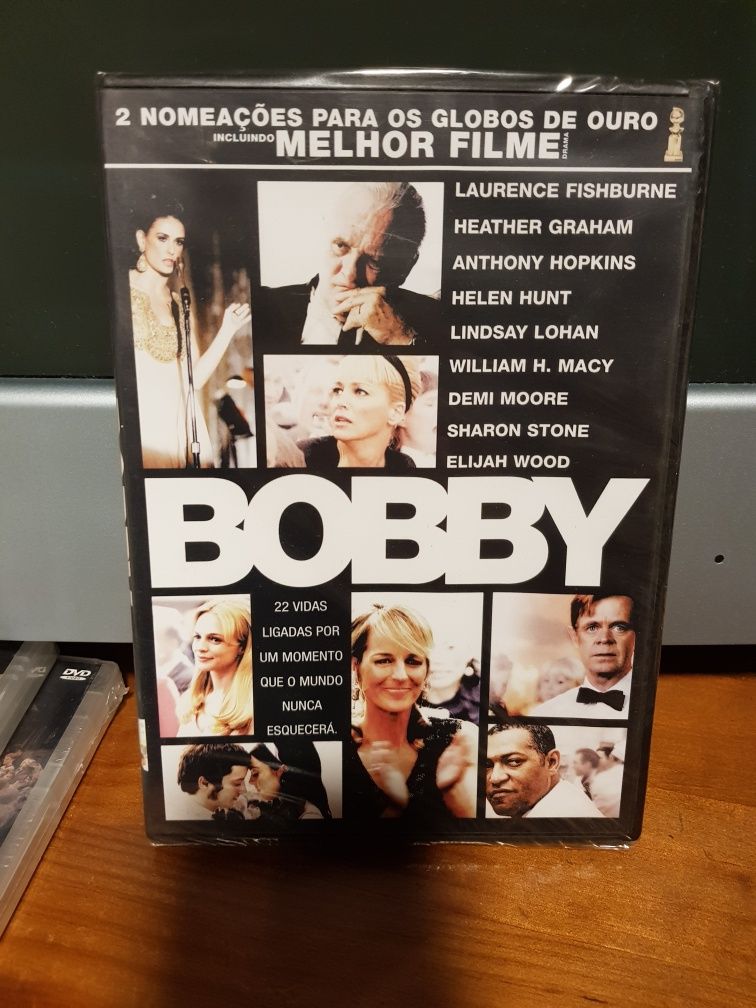 2 NOMEAÇÕES PARA OS GLOBOS DE OURO
INCLUINDO MELHOR FILME DRAMA
LAURENCE FISHBURNE
HEATHER GRAHAM
ANTHONY HOPKINS
HELEN HUNT
LINDSAY LOHAN
WILLIAM H. MACY
DEMI MOORE
SHARON STONE
ELIJAH WOOD
BOBBY
22 VIDAS
LIGADAS POR
UM MOMENTO
QUE O MUNDO
NUNCA
ESQUECERÁ.
DVD
VIDEO